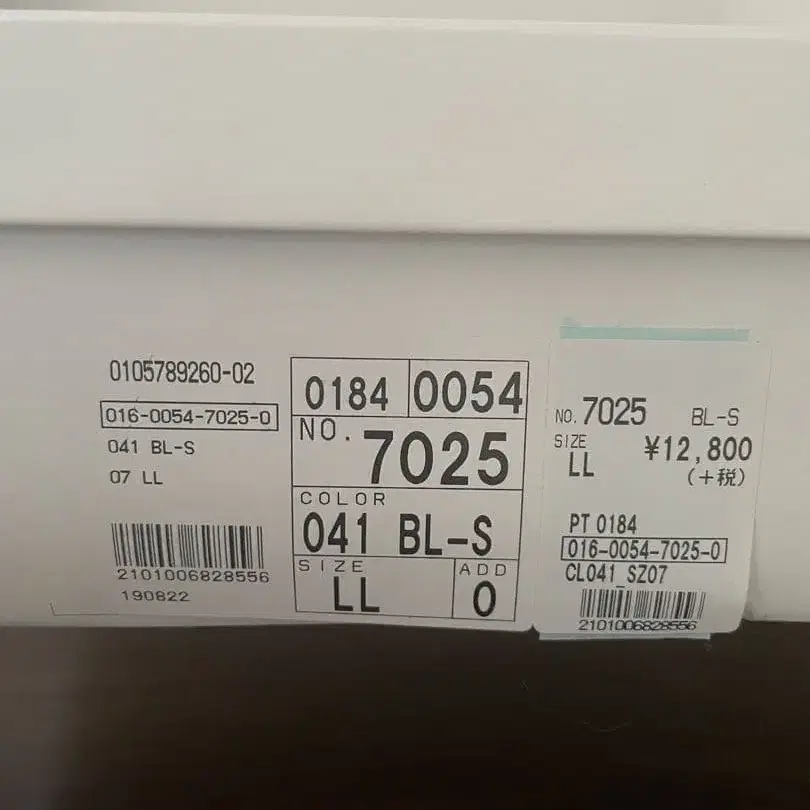 0105789260-02
016-0054-7025-0
041 BL-S
07 LL
2101006828556
190822
0184 0054
NO. 7025
COLOR
041 BL-S
SIZE ADD
LL 0
NO. 7025 BL-S
SIZE ¥12,800
LL (+税)
PT 0184
016-0054-7025-0
CL041_SZ07
2101006828556